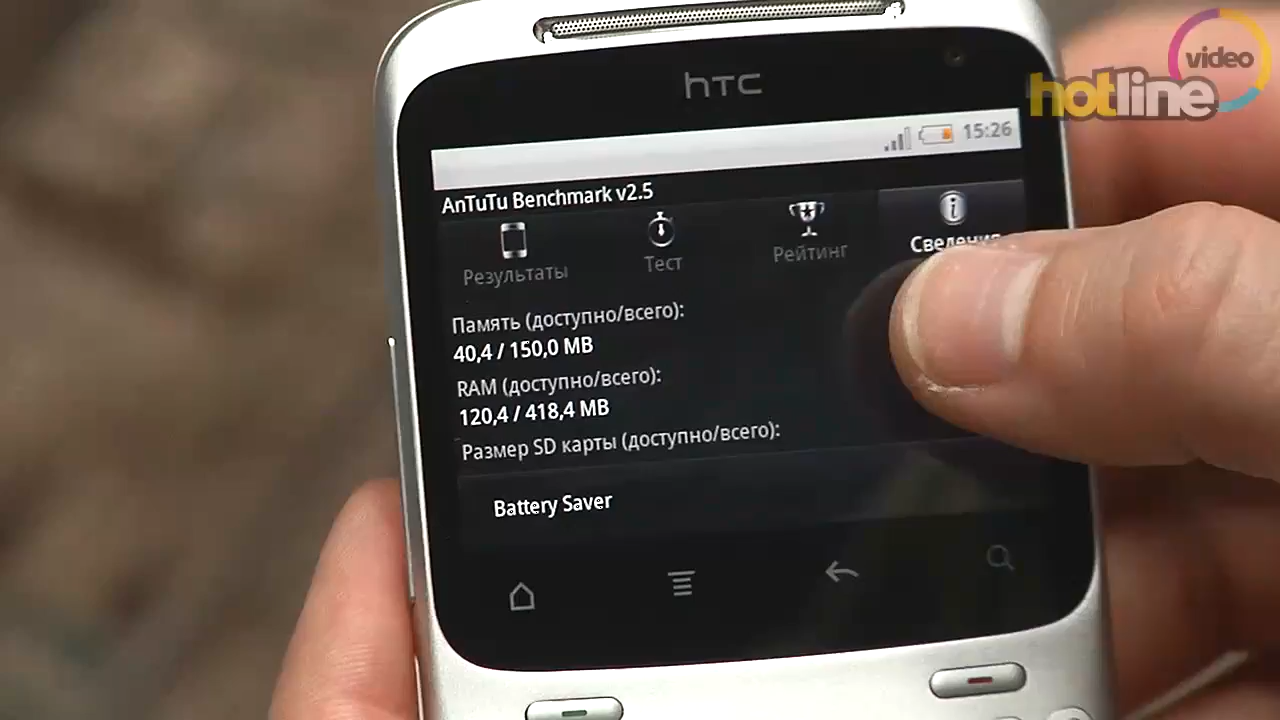 video
hotline
hTC
15:26
AnTuTu Benchmark v2.5
Результаты
Тест
Рейтинг
Сведения
Память (доступно/всего):
40,4 / 150,0 MB
RAM (доступно/всего):
120,4 / 418,4 MB
Размер SD карты (доступно/всего):
Battery Saver